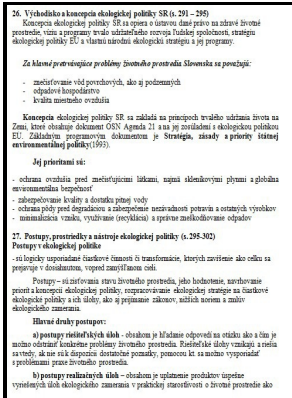 26. Východisko a koncepcia ekologickej politiky SR (s. 291 – 295)
Koncepcia ekologickej politiky SR sa opiera o ústavou dané právo na zdravé životné
prostredie, víziu a programy trvalo udržateľného rozvoja ľudskej spoločnosti, stratégiu
ekologickej politiky EÚ a vlastnú národnú ekologickú stratégiu a jej programy.
Za hlavné pretrvávajúce problémy životného prostredia Slovenska sa považujú:
- znečisťovanie vôd povrchových, ako aj podzemných
- odpadové hospodárstvo
- kvalita miestneho ovzdušia
Koncepcia ekologickej politiky SR sa zakladá na princípoch trvalého udržania života na
Zemi, ktoré obsahuje dokument OSN Agenda 21 a na jej zosúladení s ekologickou politikou
EÚ. Základným programovým dokumentom je Stratégia, zásady a priority štátnej
environmentálnej politiky(1993).
Jej prioritami sú:
- ochrana ovzdušia pred znečisťujúcimi látkami, najmä skleníkovými plynmi a globálna
environmentálna bezpečnosť
- zabezpečovanie kvality a dostatku pitnej vody
- ochrana pôdy pred degradáciou a zabezpečenie nezávadnosti potravín a ostatných výrobkov
- minimalizácia vzniku, využívanie (recyklácia) a správne zneškodňovanie odpadov
27. Postupy, prostriedky a nástroje ekologickej politiky (s. 295-302)
Postupy v ekologickej politike
-sú logicky usporiadané čiastkové činnosti či transformácie, ktorých zavŕšenie ako celku sa
prejavuje v dosiahnutom, vopred zamýšľanom cieli.
Postupy – sú zisťovania stavu životného prostredia, jeho hodnotenie, navrhovanie
priorít a koncepcií ekologickej politiky, rozpracovávanie ekologickej stratégie na čiastkové
ekologické politiky a ich úlohy, ako aj prijímanie zákonov, nižších noriem a zmlúv
ekologického zamerania.
Hlavné druhy postupov:
a) postupy riešiteľských úloh - obsahom je hľadanie odpovedí na otázku ako a čím je
možno odstrániť konkrétne problémy životného prostredia. Riešiteľské úlohy vznikajú a riešia
sa vtedy, ak nie sú k dispozícii dostatočné poznatky, pomocou kt. sa možno vysporiadať
s problémami praxe životného prostredia.
b) postupy realizačných úloh – obsahom je uplatnenie produktov úspešne
vyriešených úloh ekologického zamerania v praktickej starostlivosti o životné prostredie ako